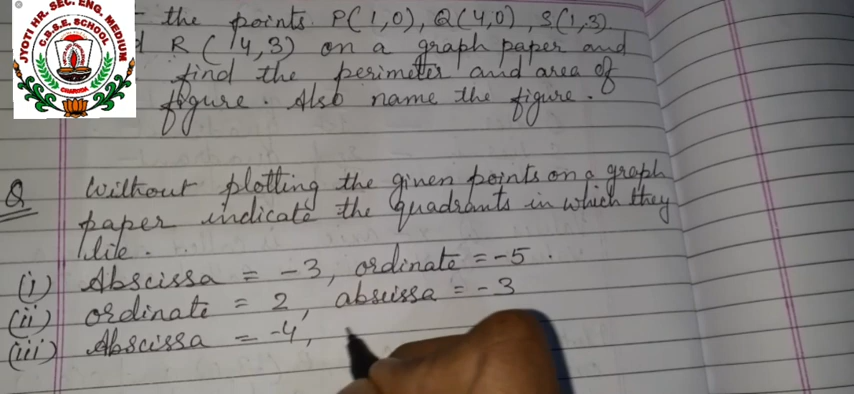 JYOTI HR. SEC. ENG. MEDIUM
C.B.S.E. SCHOOL
CHARODA
the points P(1,0), Q(4,0), S(1,3)
R (4,3) on a graph paper and
find the perimeter and area of
figure. Also name the figure.
Q Without plotting the given points on a graph
paper indicate the quadrants in which they
lie.
(i) Abscissa = -3, ordinate = -5.
(ii) ordinate = 2, abscissa = -3
(iii) Abscissa = -4,